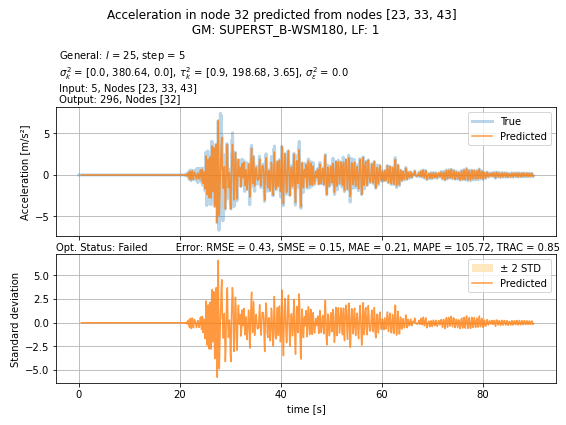 Acceleration in node 32 predicted from nodes [23, 33, 43]
GM: SUPERST_B-WSM180, LF: 1
General: l = 25, step = 5
σ²ₖ = [0.0, 380.64, 0.0], τ²ₖ = [0.9, 198.68, 3.65], σ²ₑ = 0.0
Input: 5, Nodes [23, 33, 43]
Output: 296, Nodes [32]
Acceleration [m/s²]
5
0
−5
True
Predicted
Opt. Status: Failed Error: RMSE = 0.43, SMSE = 0.15, MAE = 0.21, MAPE = 105.72, TRAC = 0.85
Standard deviation
5.0
2.5
0.0
−2.5
−5.0
± 2 STD
Predicted
0 20 40 60 80
time [s]